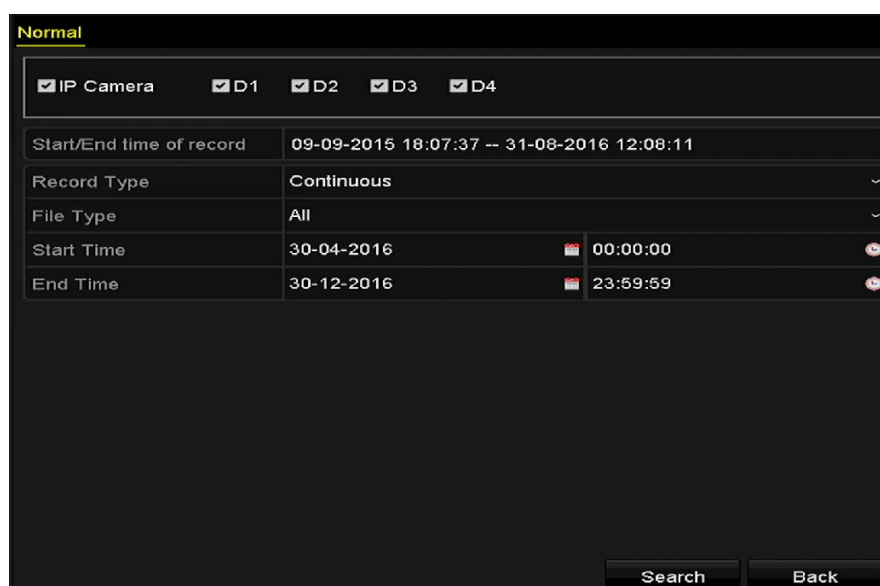 Normal
IP Camera D1 D2 D3 D4
Start/End time of record 09-09-2015 18:07:37 -- 31-08-2016 12:08:11
Record Type Continuous
File Type All
Start Time 30-04-2016 00:00:00
End Time 30-12-2016 23:59:59
Search Back